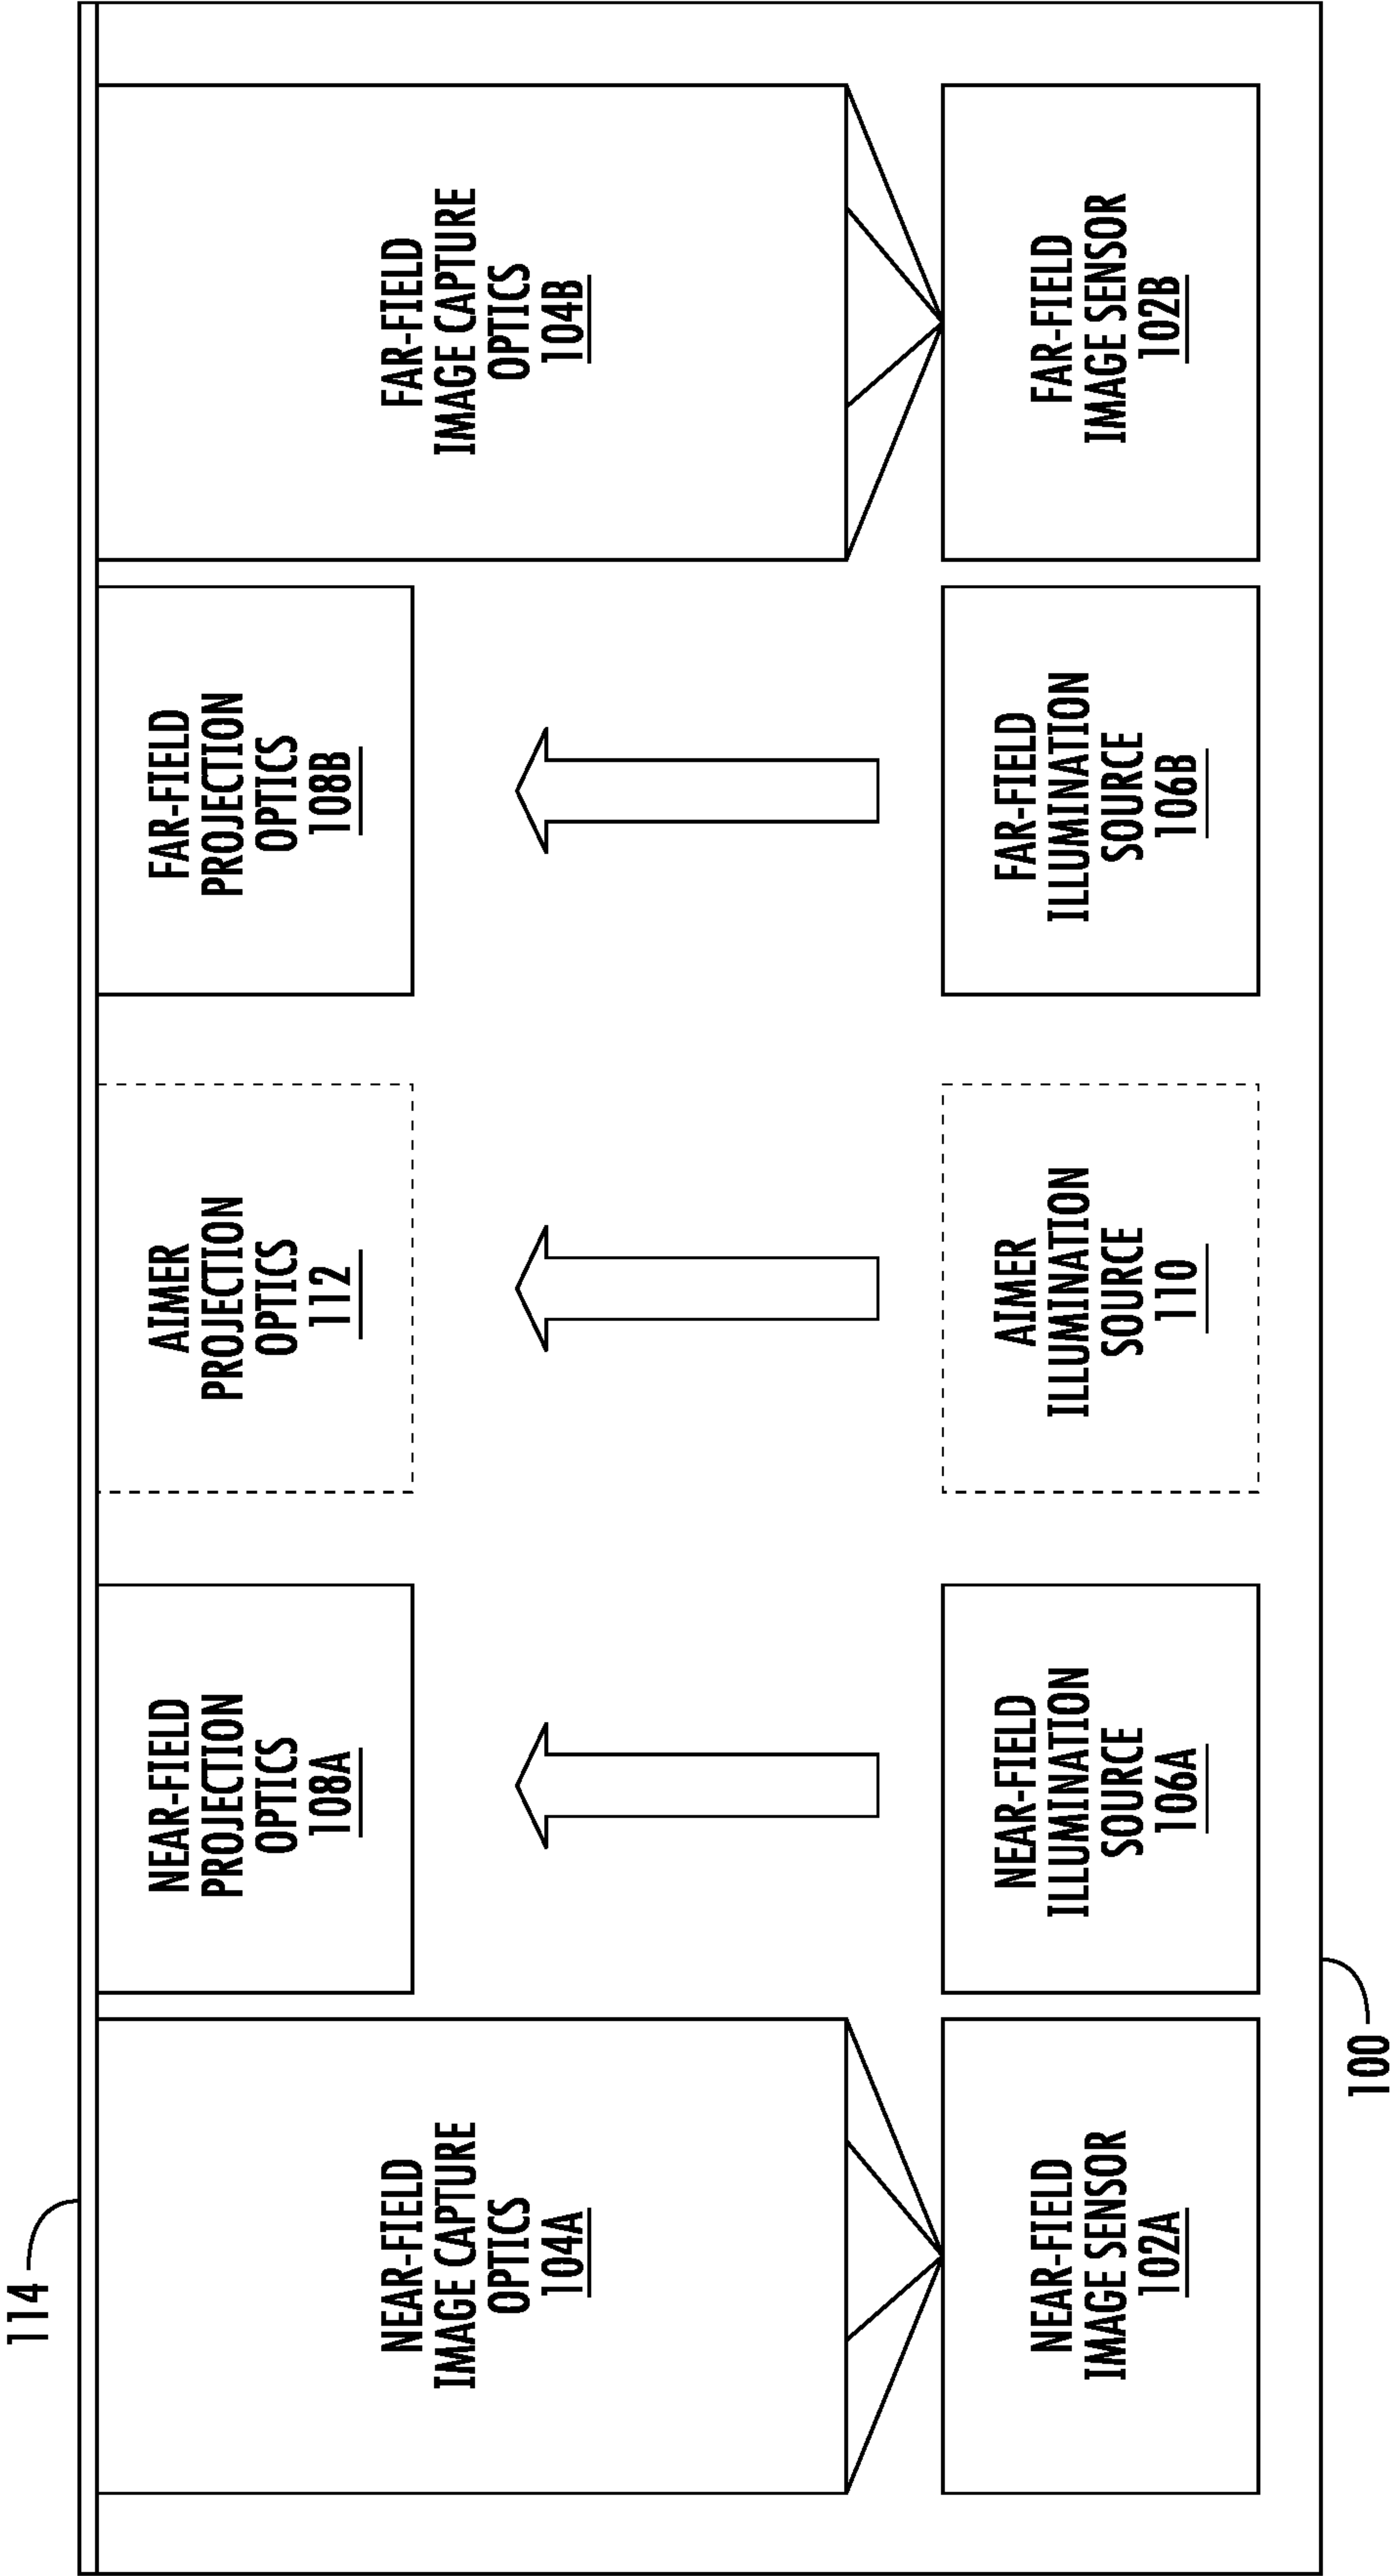 114
NEAR-FIELD
IMAGE CAPTURE
OPTICS
104A
NEAR-FIELD
PROJECTION
OPTICS
108A
AIMER
PROJECTION
OPTICS
112
FAR-FIELD
PROJECTION
OPTICS
108B
FAR-FIELD
IMAGE CAPTURE
OPTICS
104B
NEAR-FIELD
IMAGE SENSOR
102A
NEAR-FIELD
ILLUMINATION
SOURCE
106A
AIMER
ILLUMINATION
SOURCE
110
FAR-FIELD
ILLUMINATION
SOURCE
106B
FAR-FIELD
IMAGE SENSOR
102B
100